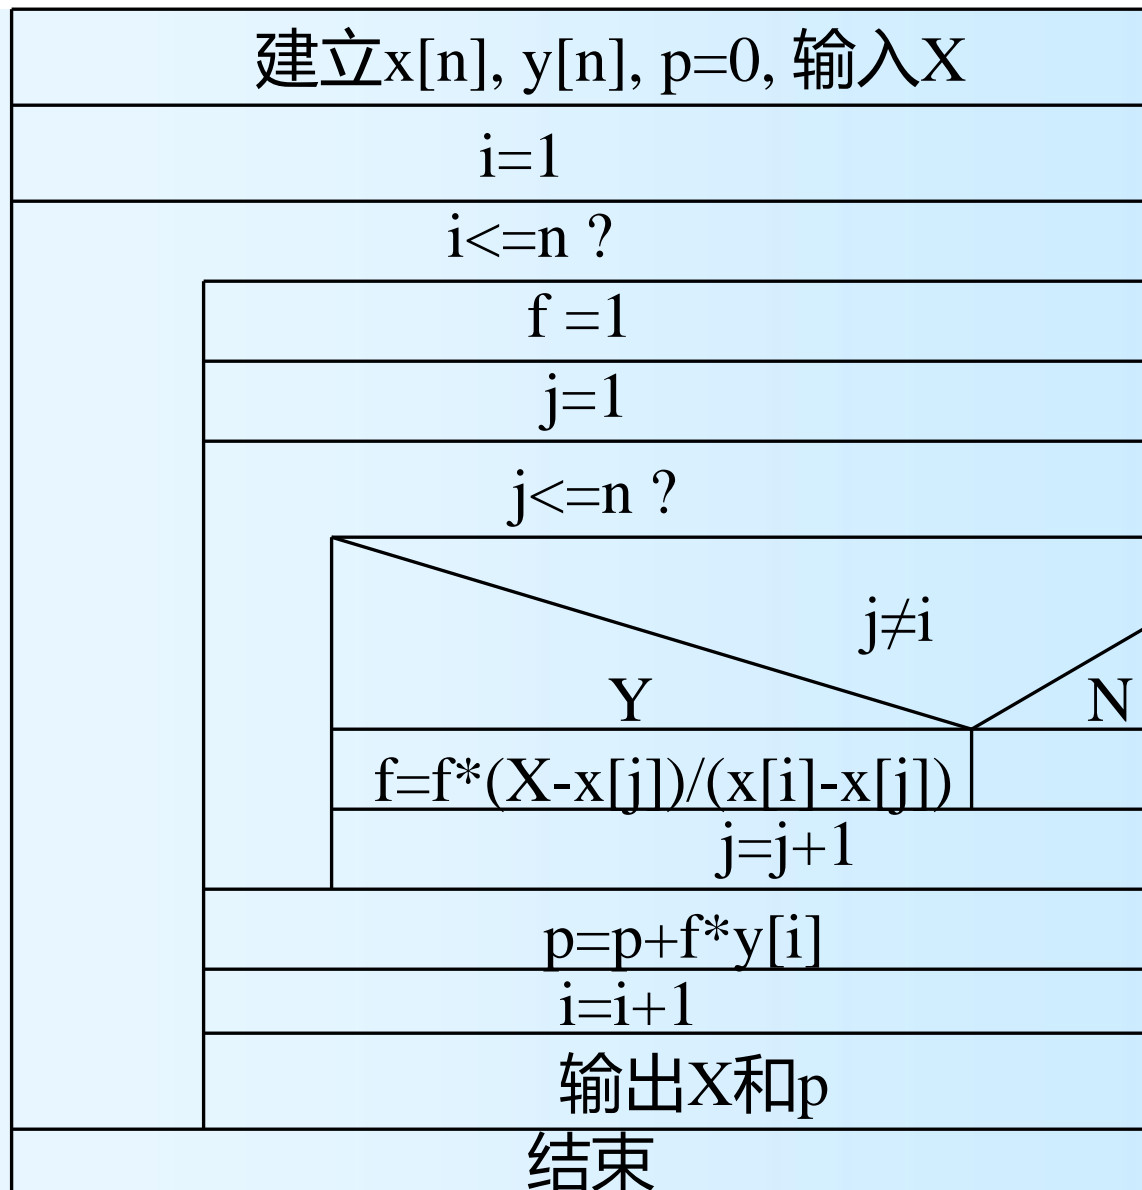 建立x[n], y[n], p=0, 输入X
i=1
i<=n ?
f =1
j=1
j<=n ?
j≠i
Y
N
f=f*(X-x[j])/(x[i]-x[j])
j=j+1
p=p+f*y[i]
i=i+1
输出X和p
结束